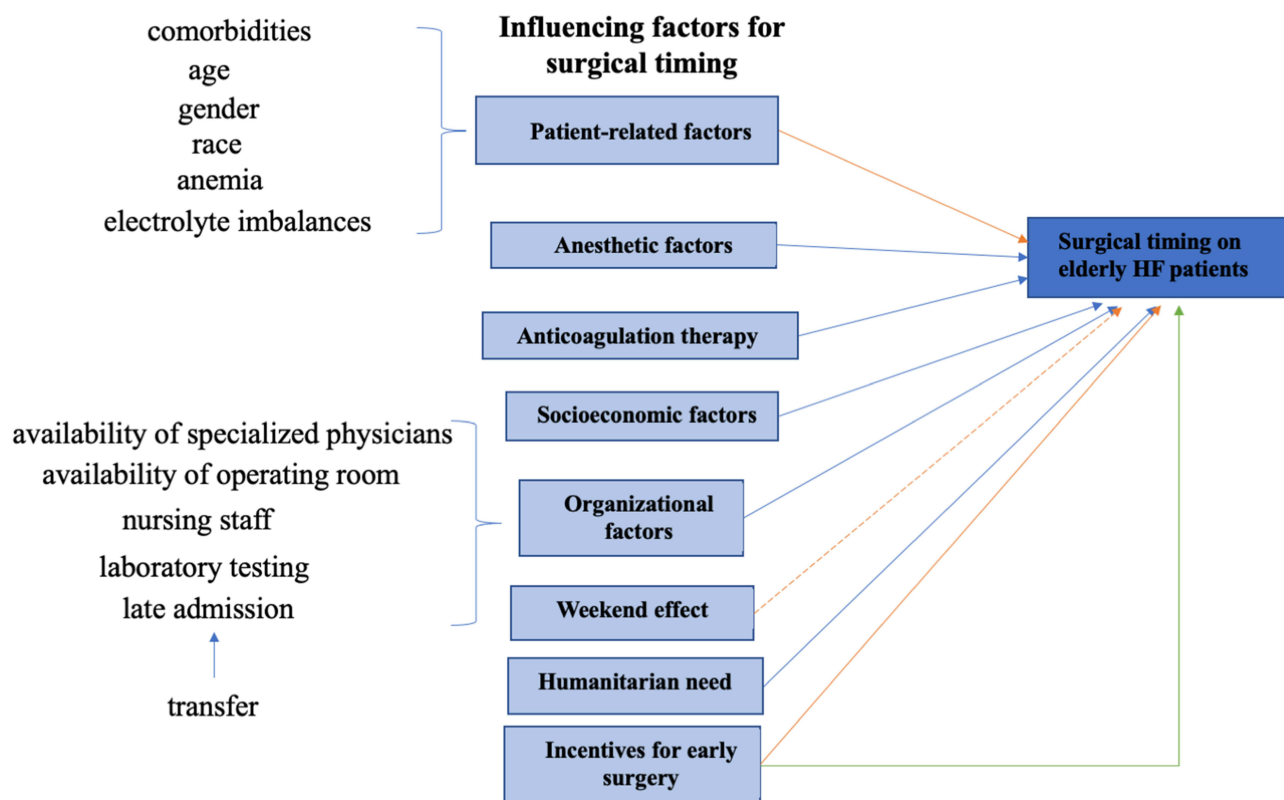 Influencing factors for
surgical timing
comorbidities
age
gender
race
anemia
electrolyte imbalances
Patient-related factors
Anesthetic factors
Anticoagulation therapy
Socioeconomic factors
availability of specialized physicians
availability of operating room
nursing staff
laboratory testing
late admission
transfer
Organizational
factors
Weekend effect
Humanitarian need
Incentives for early
surgery
Surgical timing on
elderly HF patients